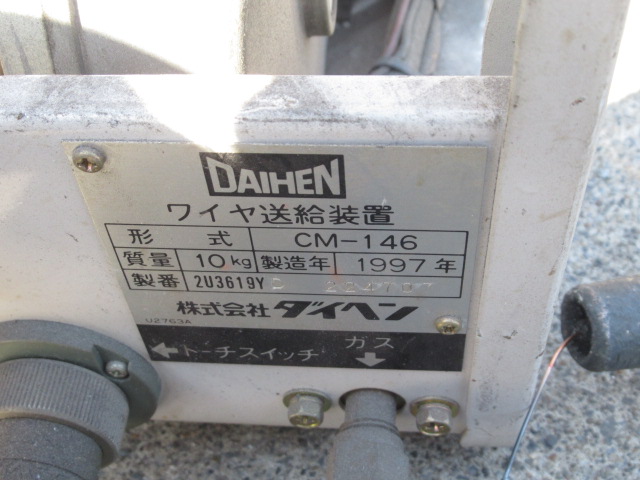 DAIHEN
ワイヤ送給装置
形 式 CM-146
質量 10kg 製造年 1997年
製番 2U3619Y
株式会社 ダイヘン
U2763A
←トーチスイッチ ガス↓